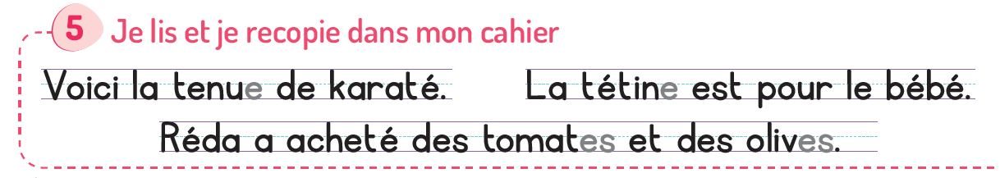 5 Je lis et je recopie dans mon cahier
Voici la tenue de karaté. La tétine est pour le bébé.
Réda a acheté des tomates et des olives.